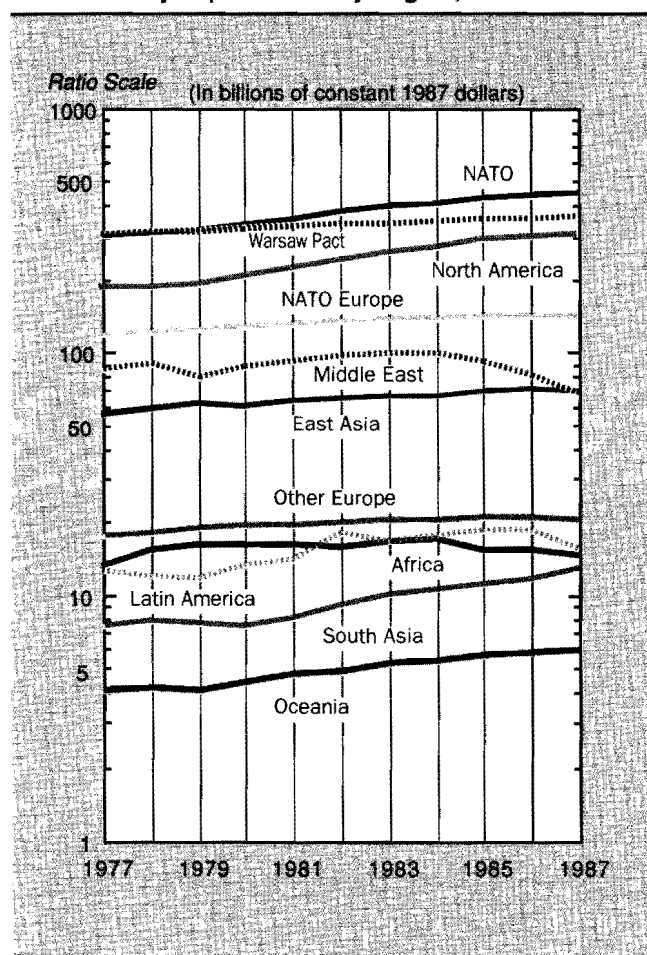 Ratio Scale
(In billions of constant 1987 dollars)
1000
500
NATO
Warsaw Pact
North America
NATO Europe
100
Middle East
50
East Asia
Other Europe
Africa
10
Latin America
South Asia
5
Oceania
1
1977 1979 1981 1983 1985 1987